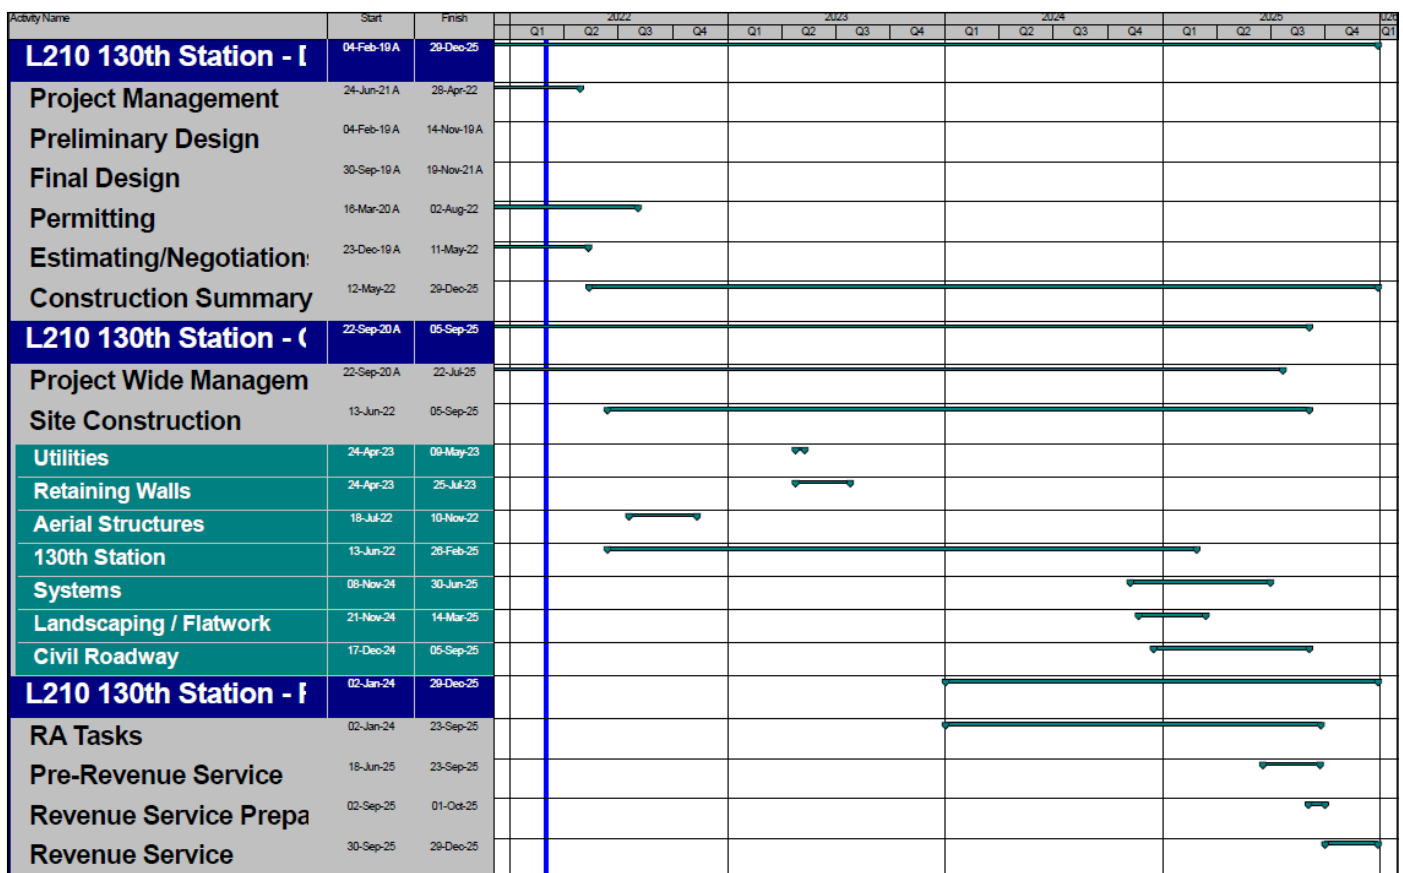 Activity Name Start Finish 2022 2023 2024 2025 026
Q1 Q2 Q3 Q4 Q1 Q2 Q3 Q4 Q1 Q2 Q3 Q4 Q1 Q2 Q3 Q4 Q1
L210 130th Station - D 04-Feb-19 A 29-Dec-25
Project Management 24-Jun-21 A 28-Apr-22
Preliminary Design 04-Feb-19 A 14-Nov-19 A
Final Design 30-Sep-19 A 19-Nov-21 A
Permitting 16-Mar-20 A 02-Aug-22
Estimating/Negotiations 23-Dec-19 A 11-May-22
Construction Summary 12-May-22 29-Dec-25
L210 130th Station - C 22-Sep-20 A 05-Sep-25
Project Wide Managem 22-Sep-20 A 22-Jul-25
Site Construction 13-Jun-22 05-Sep-25
Utilities 24-Apr-23 09-May-23
Retaining Walls 24-Apr-23 25-Jul-23
Aerial Structures 18-Jul-22 10-Nov-22
130th Station 13-Jun-22 26-Feb-25
Systems 08-Nov-24 30-Jun-25
Landscaping / Flatwork 21-Nov-24 14-Mar-25
Civil Roadway 17-Dec-24 05-Sep-25
L210 130th Station - F 02-Jan-24 29-Dec-25
RA Tasks 02-Jan-24 23-Sep-25
Pre-Revenue Service 18-Jun-25 23-Sep-25
Revenue Service Prepa 02-Sep-25 01-Oct-25
Revenue Service 30-Sep-25 29-Dec-25